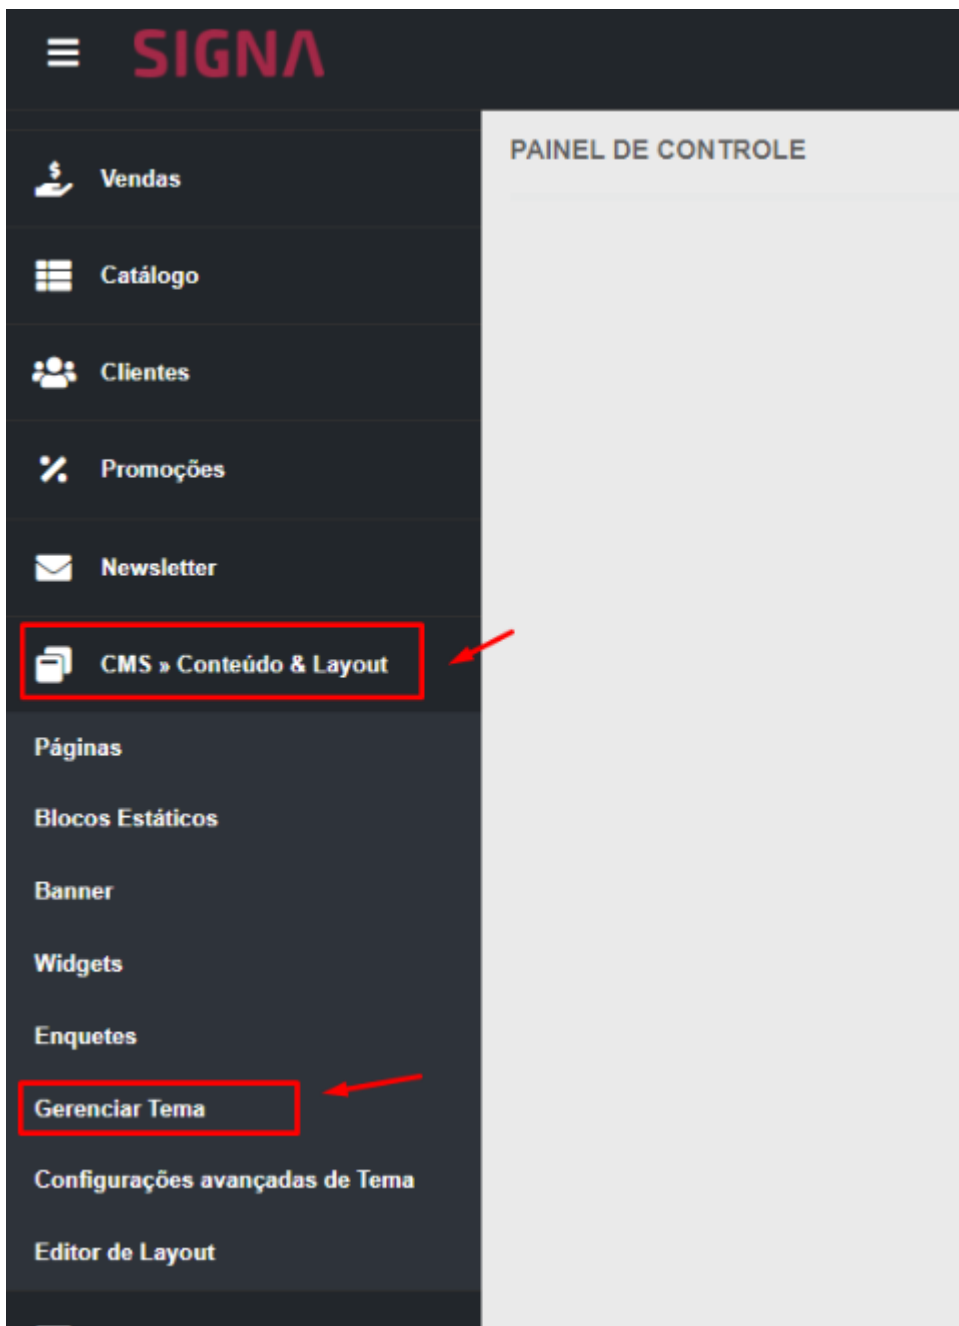 SIGNA
PAINEL DE CONTROLE
Vendas
Catálogo
Clientes
Promoções
Newsletter
CMS » Conteúdo & Layout
Páginas
Blocos Estáticos
Banner
Widgets
Enquetes
Gerenciar Tema
Configurações avançadas de Tema
Editor de Layout